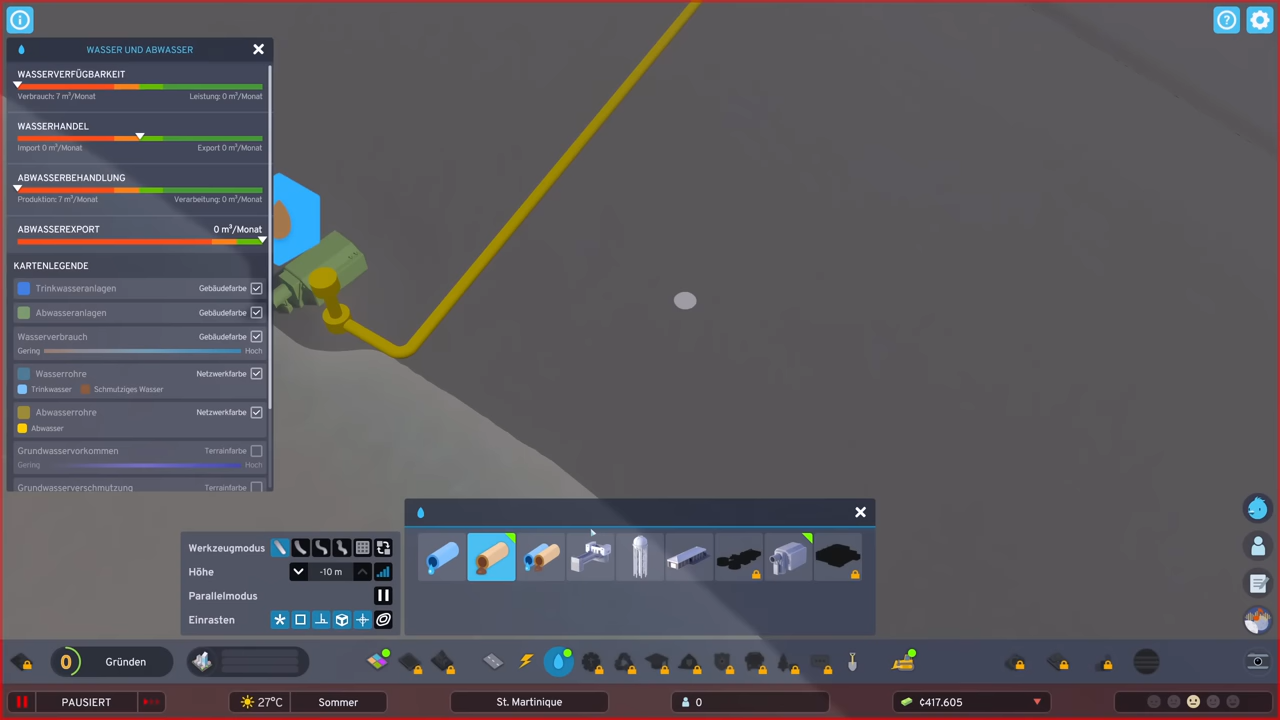 WASSER UND ABWASSER
WASSERVERFÜGBARKEIT
Verbrauch: 7 m³/Monat Leistung: 0 m³/Monat
WASSERHANDEL
Import 0 m³/Monat Export 0 m³/Monat
ABWASSERBEHANDLUNG
Produktion: 7 m³/Monat Verarbeitung: 0 m³/Monat
ABWASSEREXPORT 0 m³/Monat
KARTENLEGENDE
Trinkwasseranlagen Gebäudefarbe
Abwasseranlagen Gebäudefarbe
Wasserverbrauch Gebäudefarbe
Gering Hoch
Wasserrohre Netzwerkfarbe
Trinkwasser Schmutziges Wasser
Abwasserrohre Netzwerkfarbe
Abwasser
Grundwasservorkommen Terrainfarbe
Gering Hoch
Grundwasserverschmutzung Terrainfarbe
Werkzeugmodus
Höhe -10 m
Parallelmodus
Einrasten
0 Gründen
PAUSIERT 27°C Sommer St. Martinique 0 ¢417.605